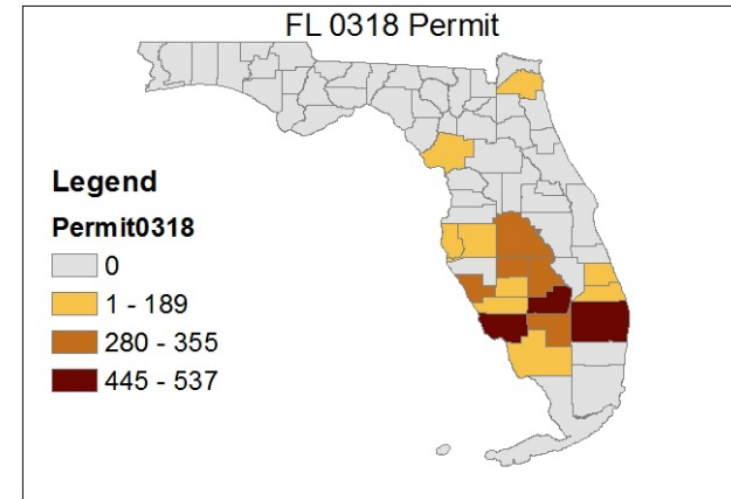 FL 0318 Permit
Legend
Permit0318
0
1 - 189
280 - 355
445 - 537